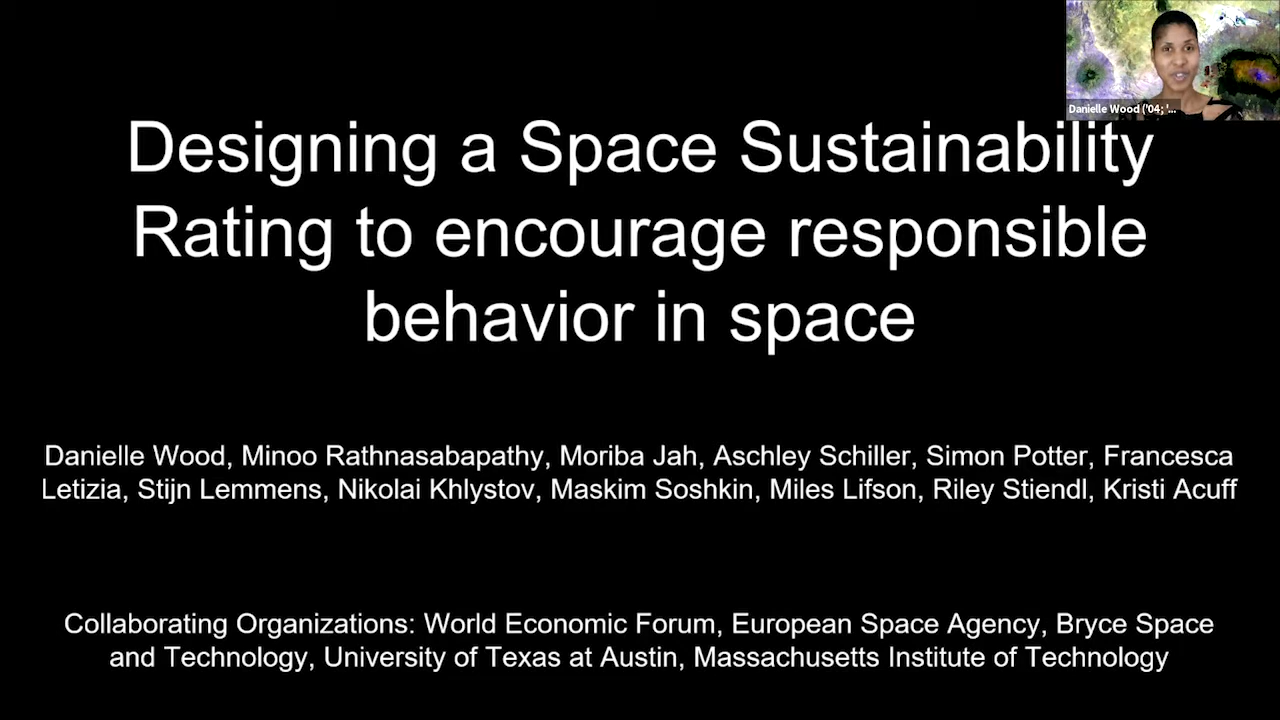 Danielle Wood ('04; '...
Designing a Space Sustainability
Rating to encourage responsible
behavior in space
Danielle Wood, Minoo Rathnasabapathy, Moriba Jah, Aschley Schiller, Simon Potter, Francesca
Letizia, Stijn Lemmens, Nikolai Khlystov, Maskim Soshkin, Miles Lifson, Riley Stiendl, Kristi Acuff
Collaborating Organizations: World Economic Forum, European Space Agency, Bryce Space
and Technology, University of Texas at Austin, Massachusetts Institute of Technology